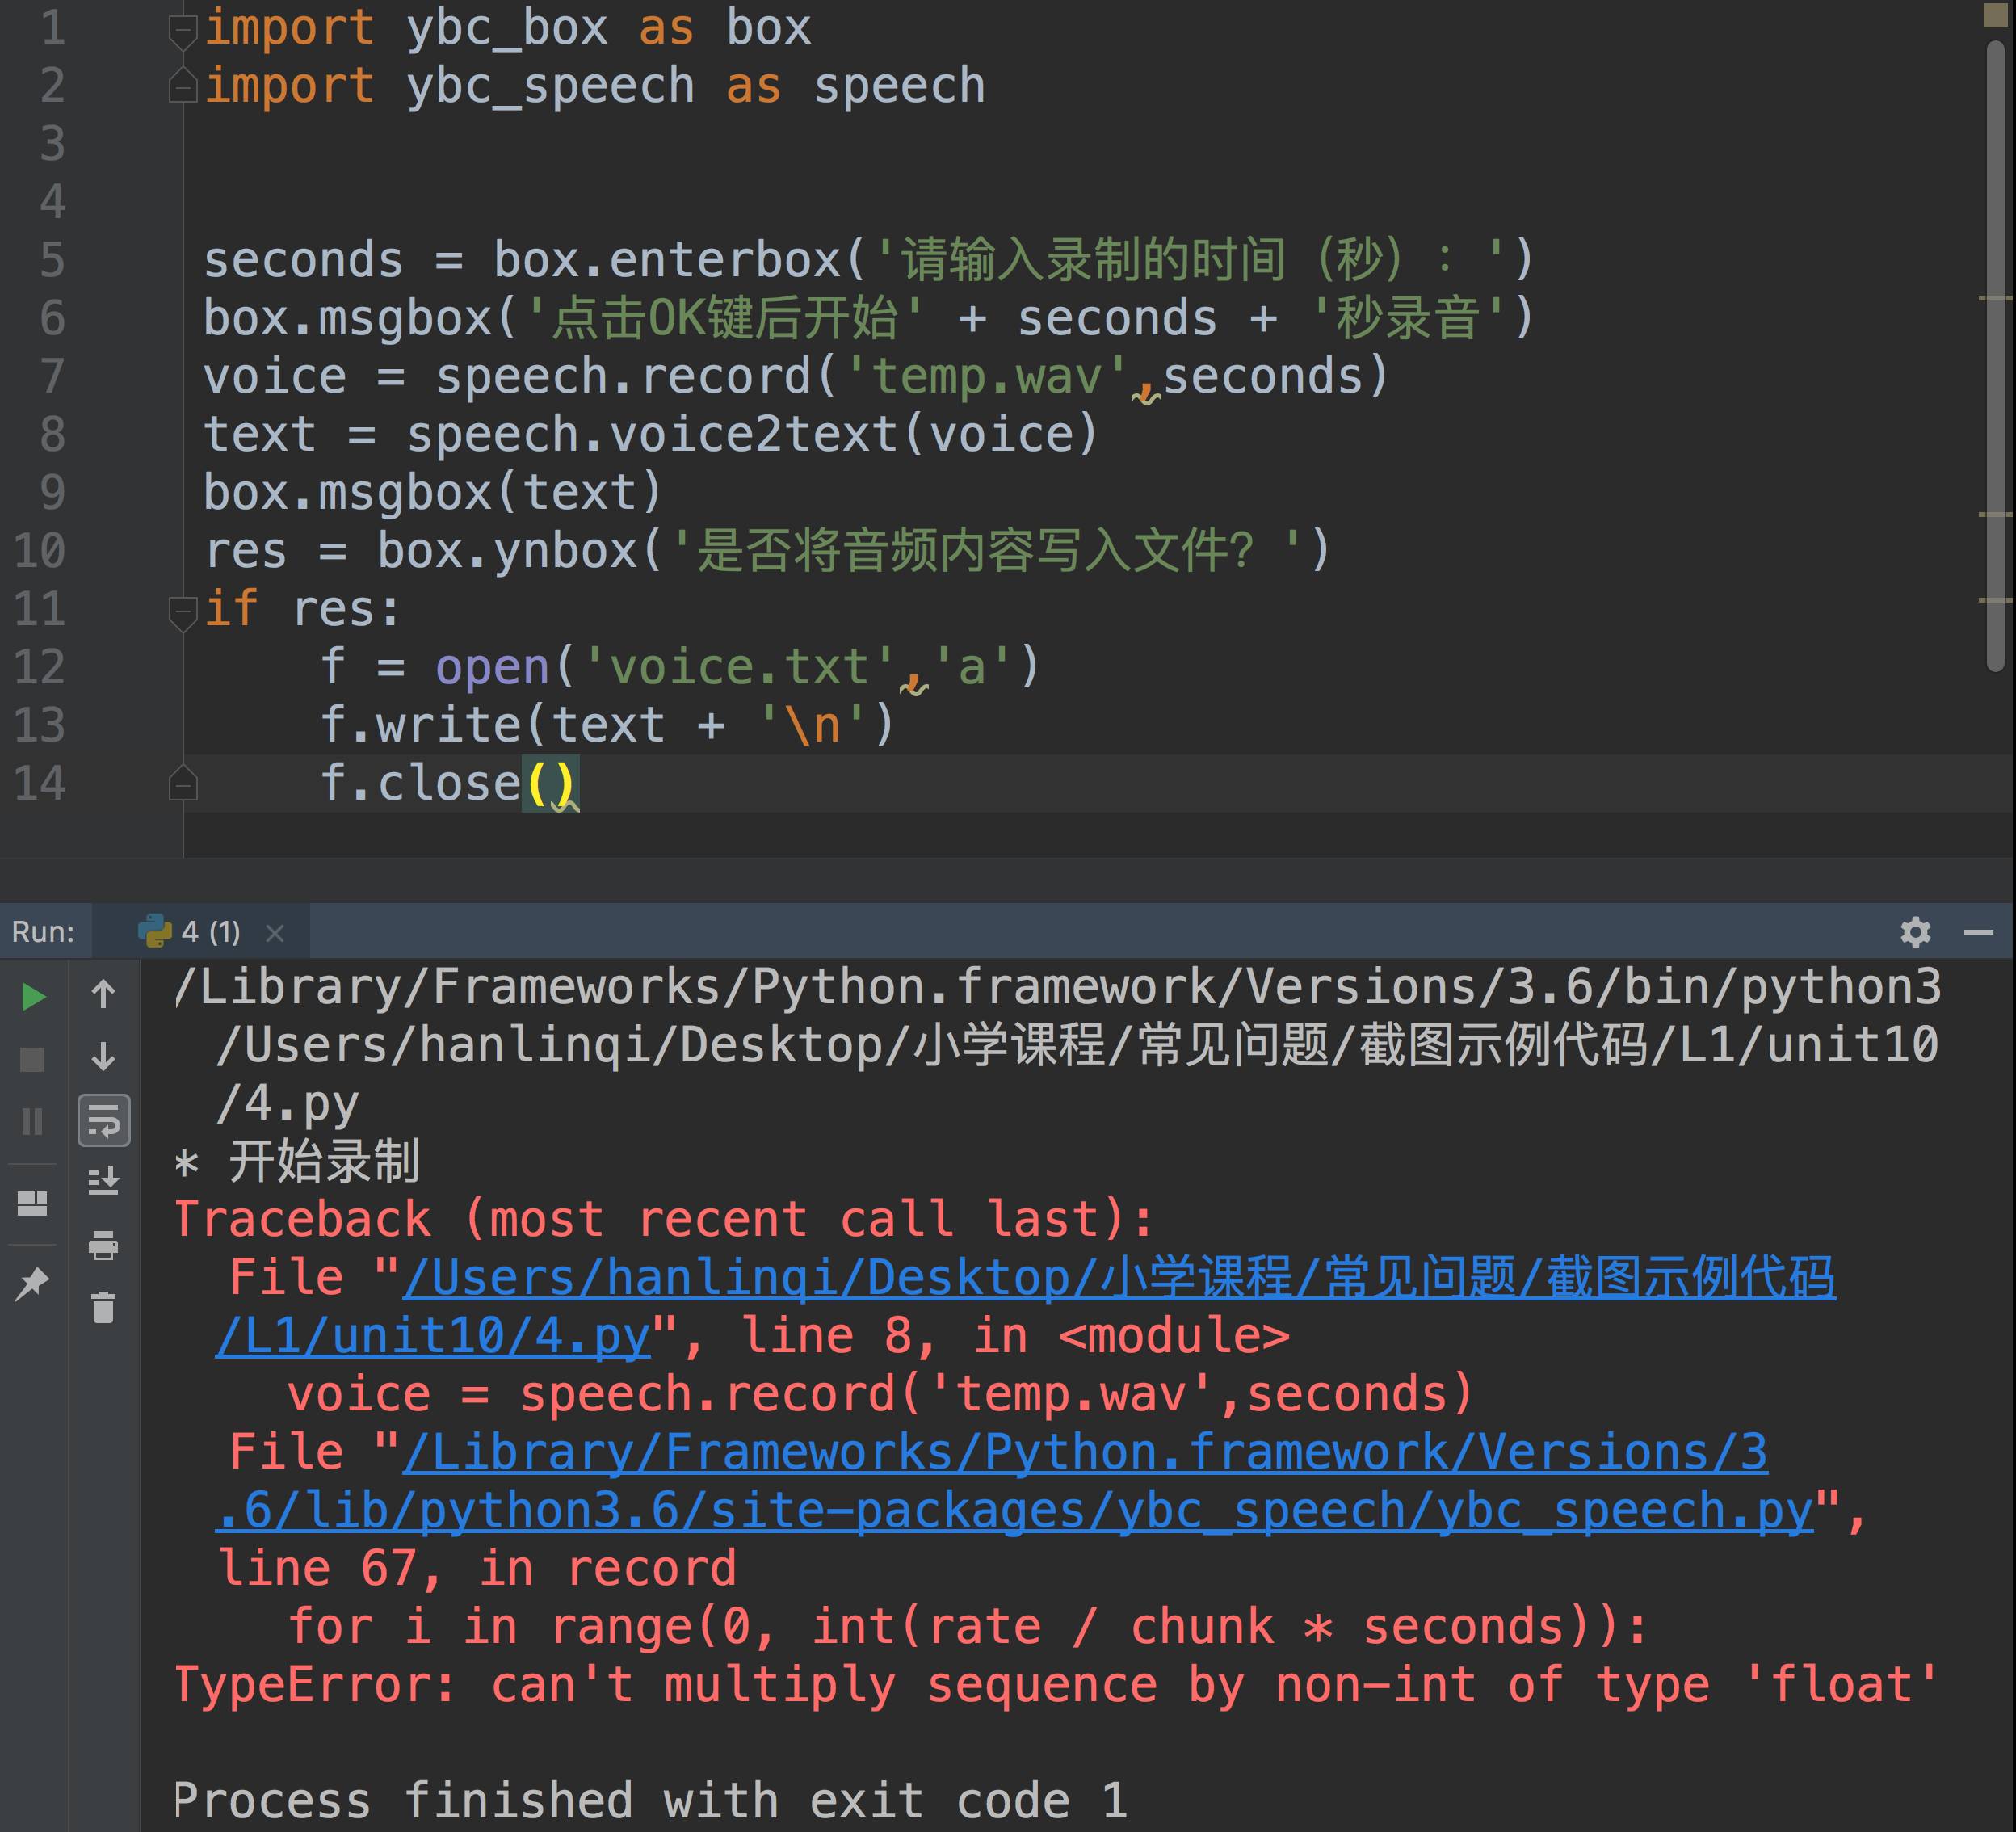 1 import ybc_box as box
2 import ybc_speech as speech
3
4
5 seconds = box.enterbox('请输入录制的时间（秒）：')
6 box.msgbox('点击OK键后开始' + seconds + '秒录音')
7 voice = speech.record('temp.wav',seconds)
8 text = speech.voice2text(voice)
9 box.msgbox(text)
10 res = box.ynbox('是否将音频内容写入文件？')
11 if res:
12     f = open('voice.txt','a')
13     f.write(text + '\n')
14     f.close()
Run: 4 (1)
/Library/Frameworks/Python.framework/Versions/3.6/bin/python3
/Users/hanlinqi/Desktop/小学课程/常见问题/截图示例代码/L1/unit10
/4.py
* 开始录制
Traceback (most recent call last):
File "/Users/hanlinqi/Desktop/小学课程/常见问题/截图示例代码
/L1/unit10/4.py", line 8, in <module>
voice = speech.record('temp.wav',seconds)
File "/Library/Frameworks/Python.framework/Versions/3
.6/lib/python3.6/site-packages/ybc_speech/ybc_speech.py",
line 67, in record
for i in range(0, int(rate / chunk * seconds)):
TypeError: can't multiply sequence by non-int of type 'float'
Process finished with exit code 1